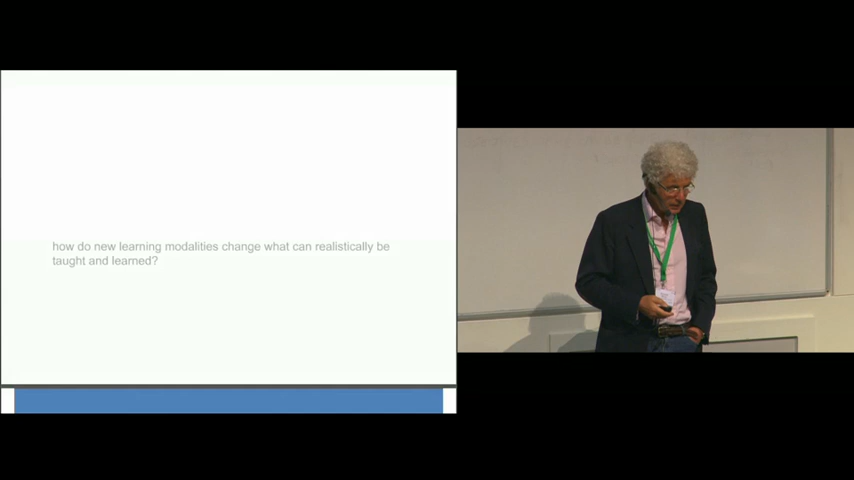 how do new learning modalities change what can realistically be
taught and learned?